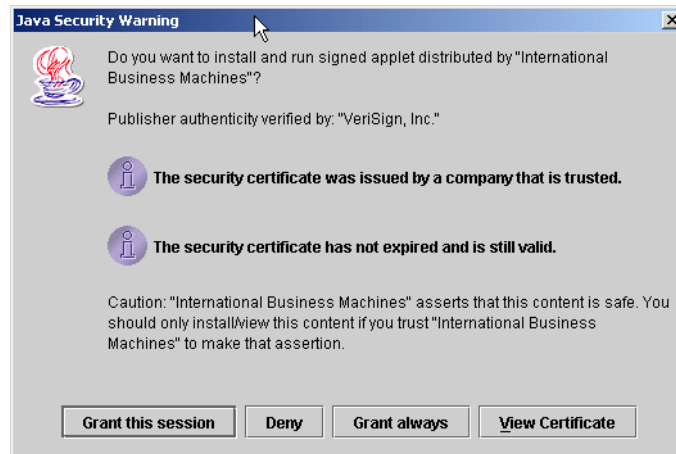 Java Security Warning
Do you want to install and run signed applet distributed by "International
Business Machines"?
Publisher authenticity verified by: "VeriSign, Inc."
The security certificate was issued by a company that is trusted.
The security certificate has not expired and is still valid.
Caution: "International Business Machines" asserts that this content is safe. You
should only install/view this content if you trust "International Business
Machines" to make that assertion.
Grant this session Deny Grant always View Certificate